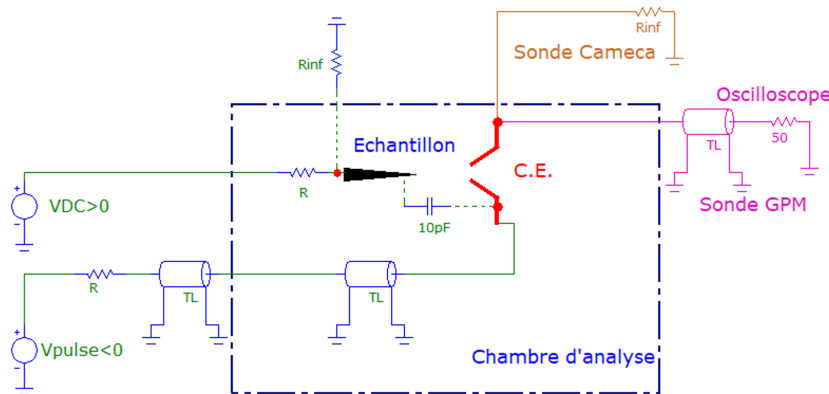 Rinf
Sonde Cameca
Rinf
Oscilloscope
Echantillon
50
TL
C.E.
+
-
VDC>0
R
Sonde GPM
10pF
R
TL
TL
+
-
Vpulse<0
Chambre d'analyse